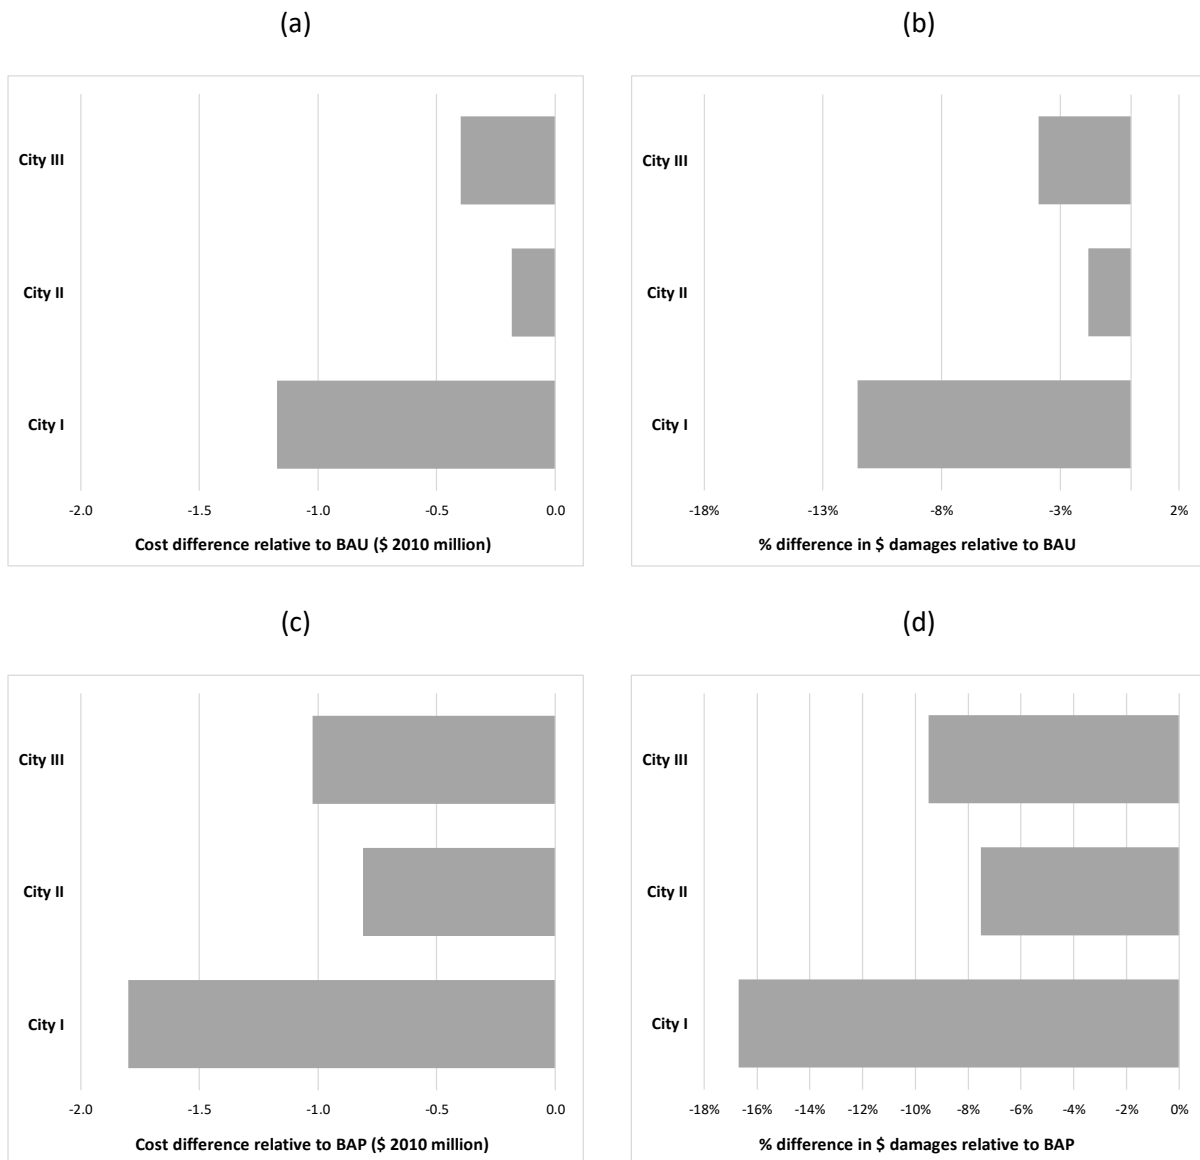 (a)
City III
City II
City I
-2.0 -1.5 -1.0 -0.5 0.0
Cost difference relative to BAU ($ 2010 million)
(b)
City III
City II
City I
-18% -13% -8% -3% 2%
% difference in $ damages relative to BAU
(c)
City III
City II
City I
-2.0 -1.5 -1.0 -0.5 0.0
Cost difference relative to BAP ($ 2010 million)
(d)
City III
City II
City I
-18% -16% -14% -12% -10% -8% -6% -4% -2% 0%
% difference in $ damages relative to BAP